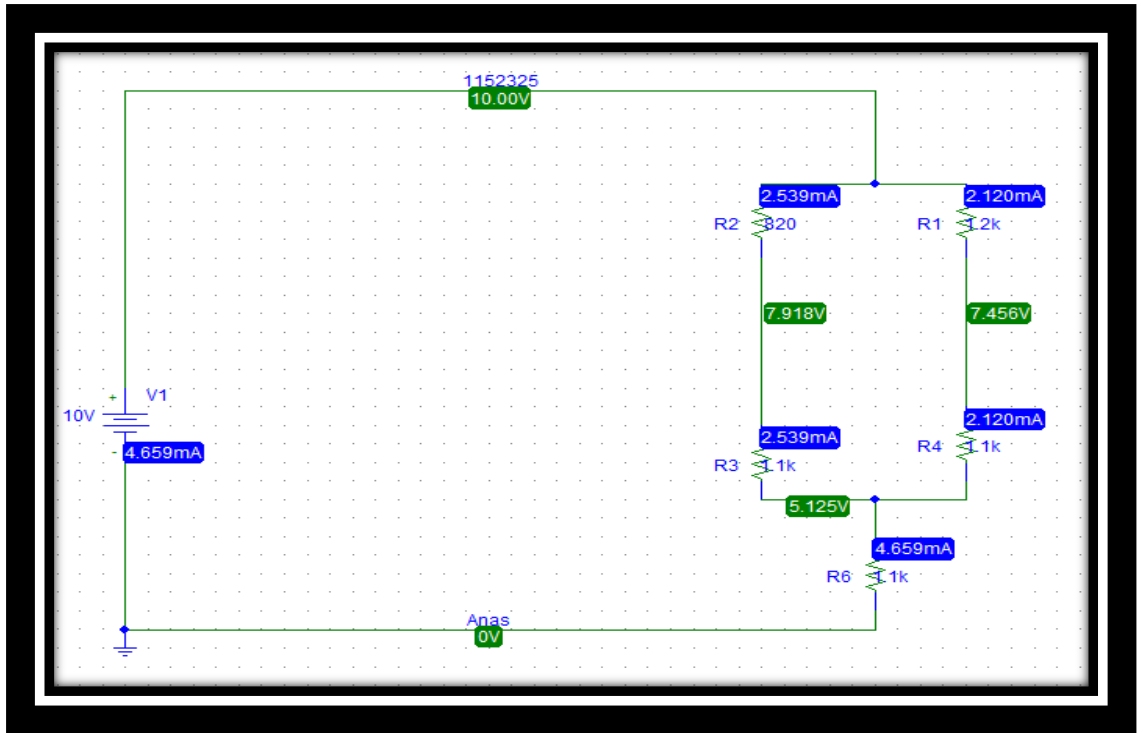 1152325
10.00V
2.539mA
2.120mA
R2
820
R1
1.2k
7.918V
7.456V
+
V1
10V
-
4.659mA
2.539mA
2.120mA
R3
1.1k
R4
1.1k
5.125V
4.659mA
R6
1.1k
Anas
0V